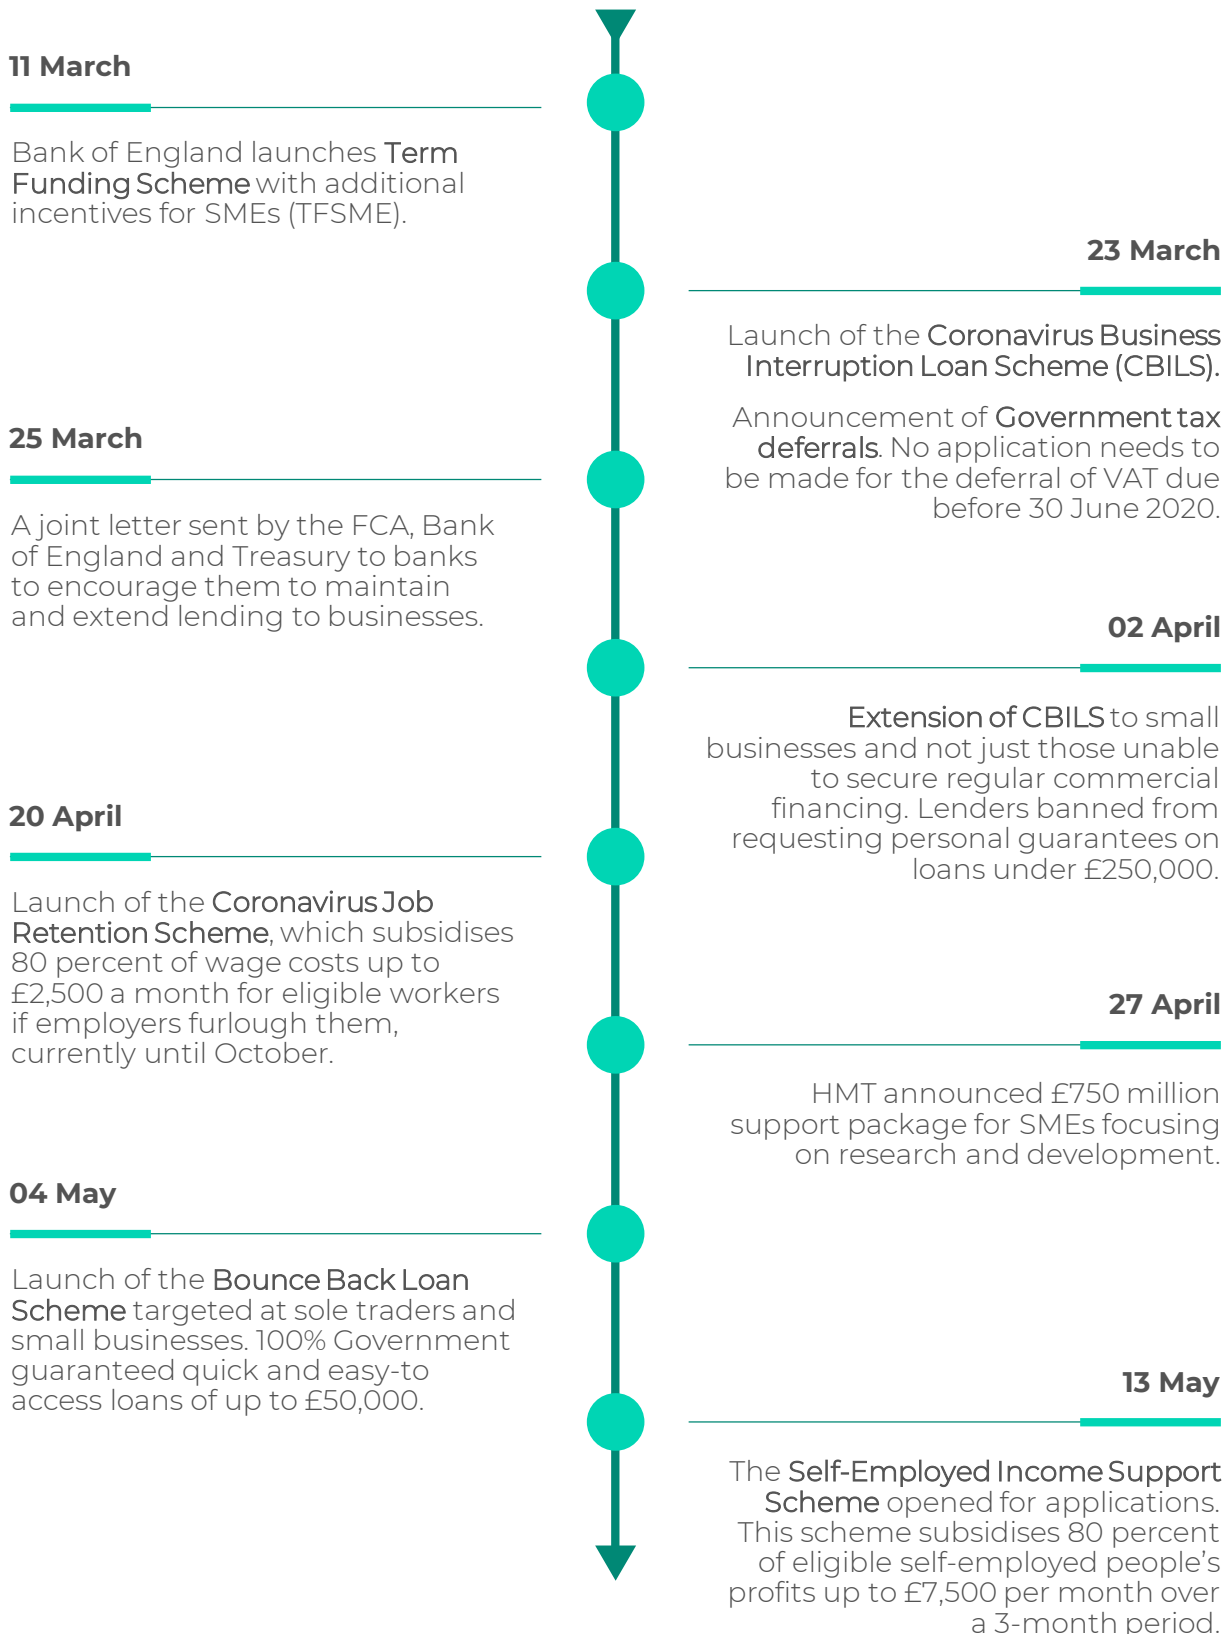 11 March
Bank of England launches Term
Funding Scheme with additional
incentives for SMEs (TFSME).
23 March
Launch of the Coronavirus Business
Interruption Loan Scheme (CBILS).
Announcement of Government tax
deferrals. No application needs to
be made for the deferral of VAT due
before 30 June 2020.
25 March
A joint letter sent by the FCA, Bank
of England and Treasury to banks
to encourage them to maintain
and extend lending to businesses.
02 April
Extension of CBILS to small
businesses and not just those unable
to secure regular commercial
financing. Lenders banned from
requesting personal guarantees on
loans under £250,000.
20 April
Launch of the Coronavirus Job
Retention Scheme, which subsidises
80 percent of wage costs up to
£2,500 a month for eligible workers
if employers furlough them,
currently until October.
27 April
HMT announced £750 million
support package for SMEs focusing
on research and development.
04 May
Launch of the Bounce Back Loan
Scheme targeted at sole traders and
small businesses. 100% Government
guaranteed quick and easy-to
access loans of up to £50,000.
13 May
The Self-Employed Income Support
Scheme opened for applications.
This scheme subsidises 80 percent
of eligible self-employed people’s
profits up to £7,500 per month over
a 3-month period.